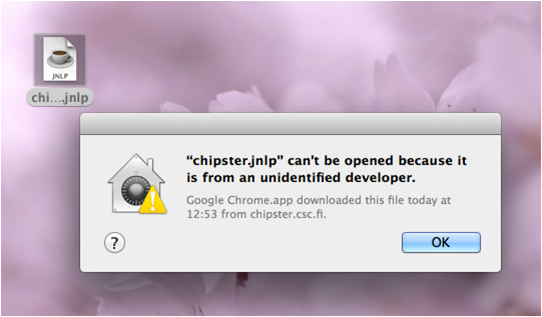 JNLP
chi....jnlp
“chipster.jnlp” can't be opened because it
is from an unidentified developer.
Google Chrome.app downloaded this file today at
12:53 from chipster.csc.fi.
?
OK